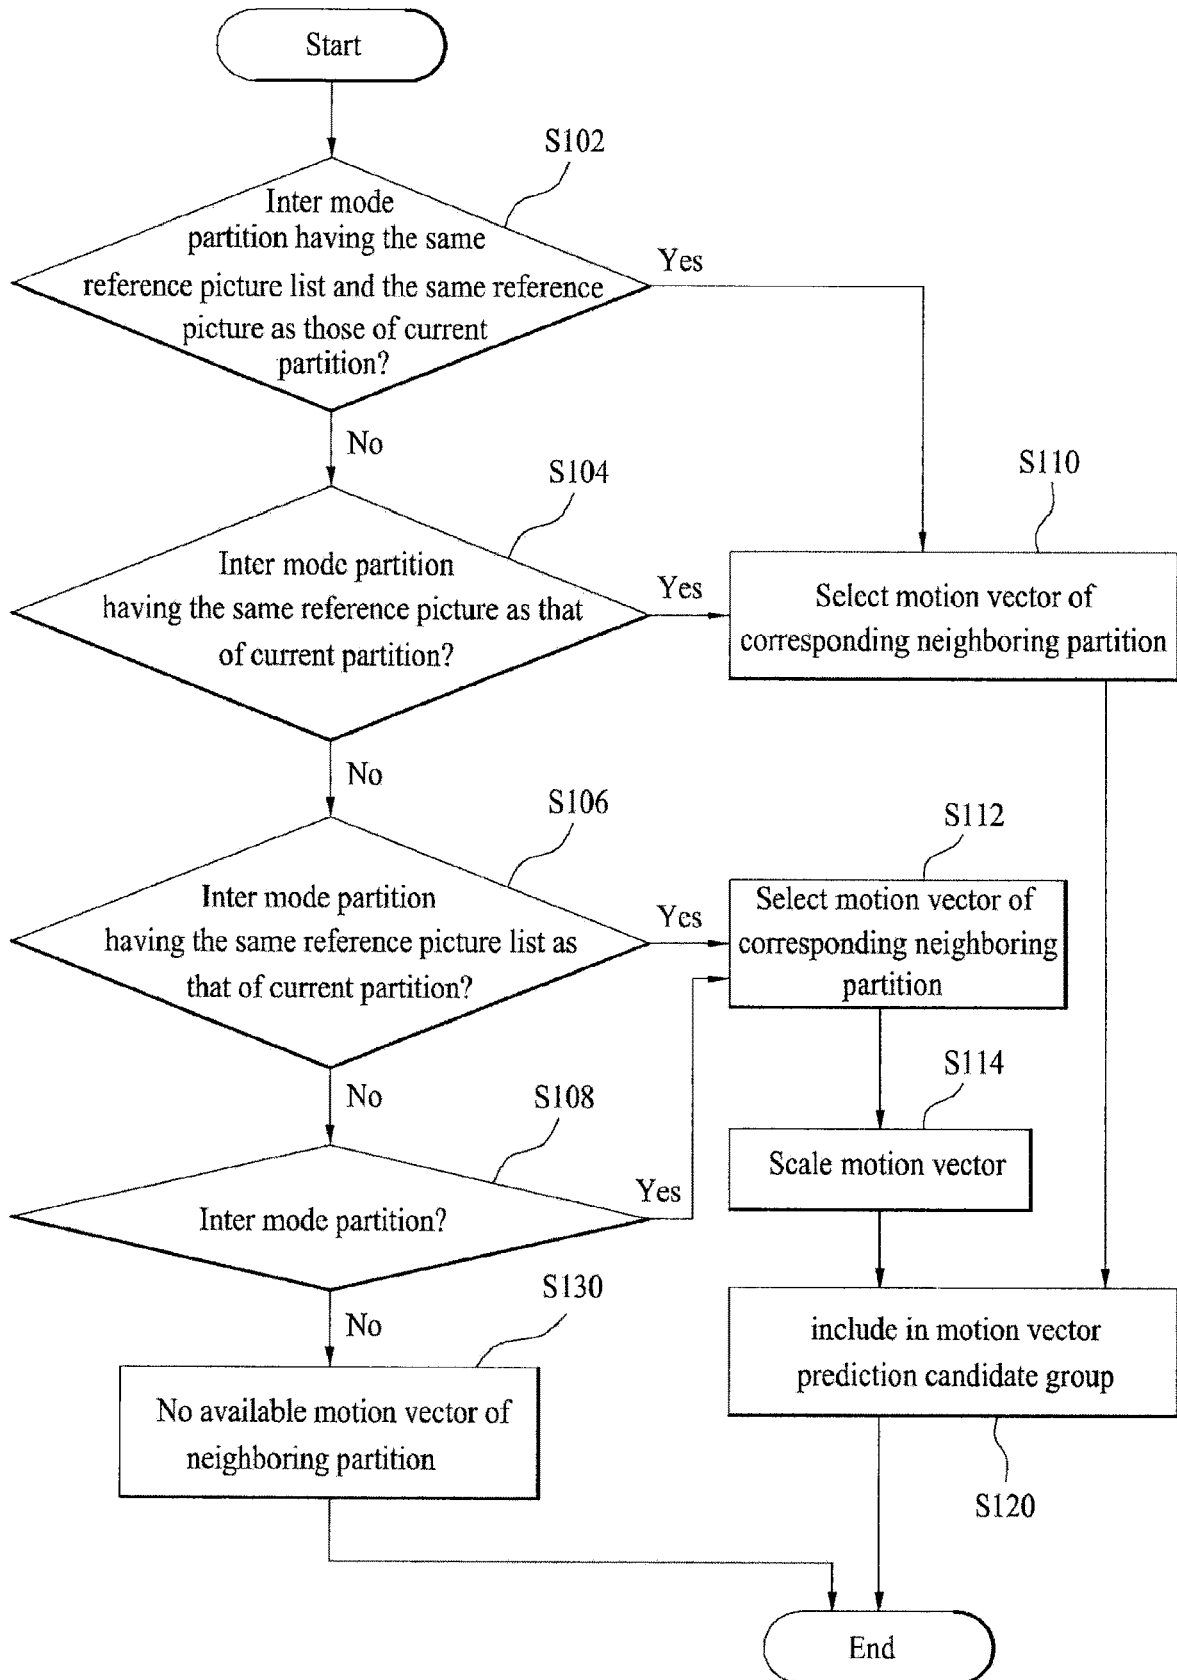 Start
S102
Inter mode
partition having the same
reference picture list and the same reference
picture as those of current
partition?
Yes
No
S104
Inter mode partition
having the same reference picture as that
of current partition?
Yes
S110
Select motion vector of
corresponding neighboring partition
No
S106
Inter mode partition
having the same reference picture list as
that of current partition?
Yes
S112
Select motion vector of
corresponding neighboring
partition
No
S108
Inter mode partition?
Yes
S114
Scale motion vector
No
S130
No available motion vector of
neighboring partition
include in motion vector
prediction candidate group
S120
End